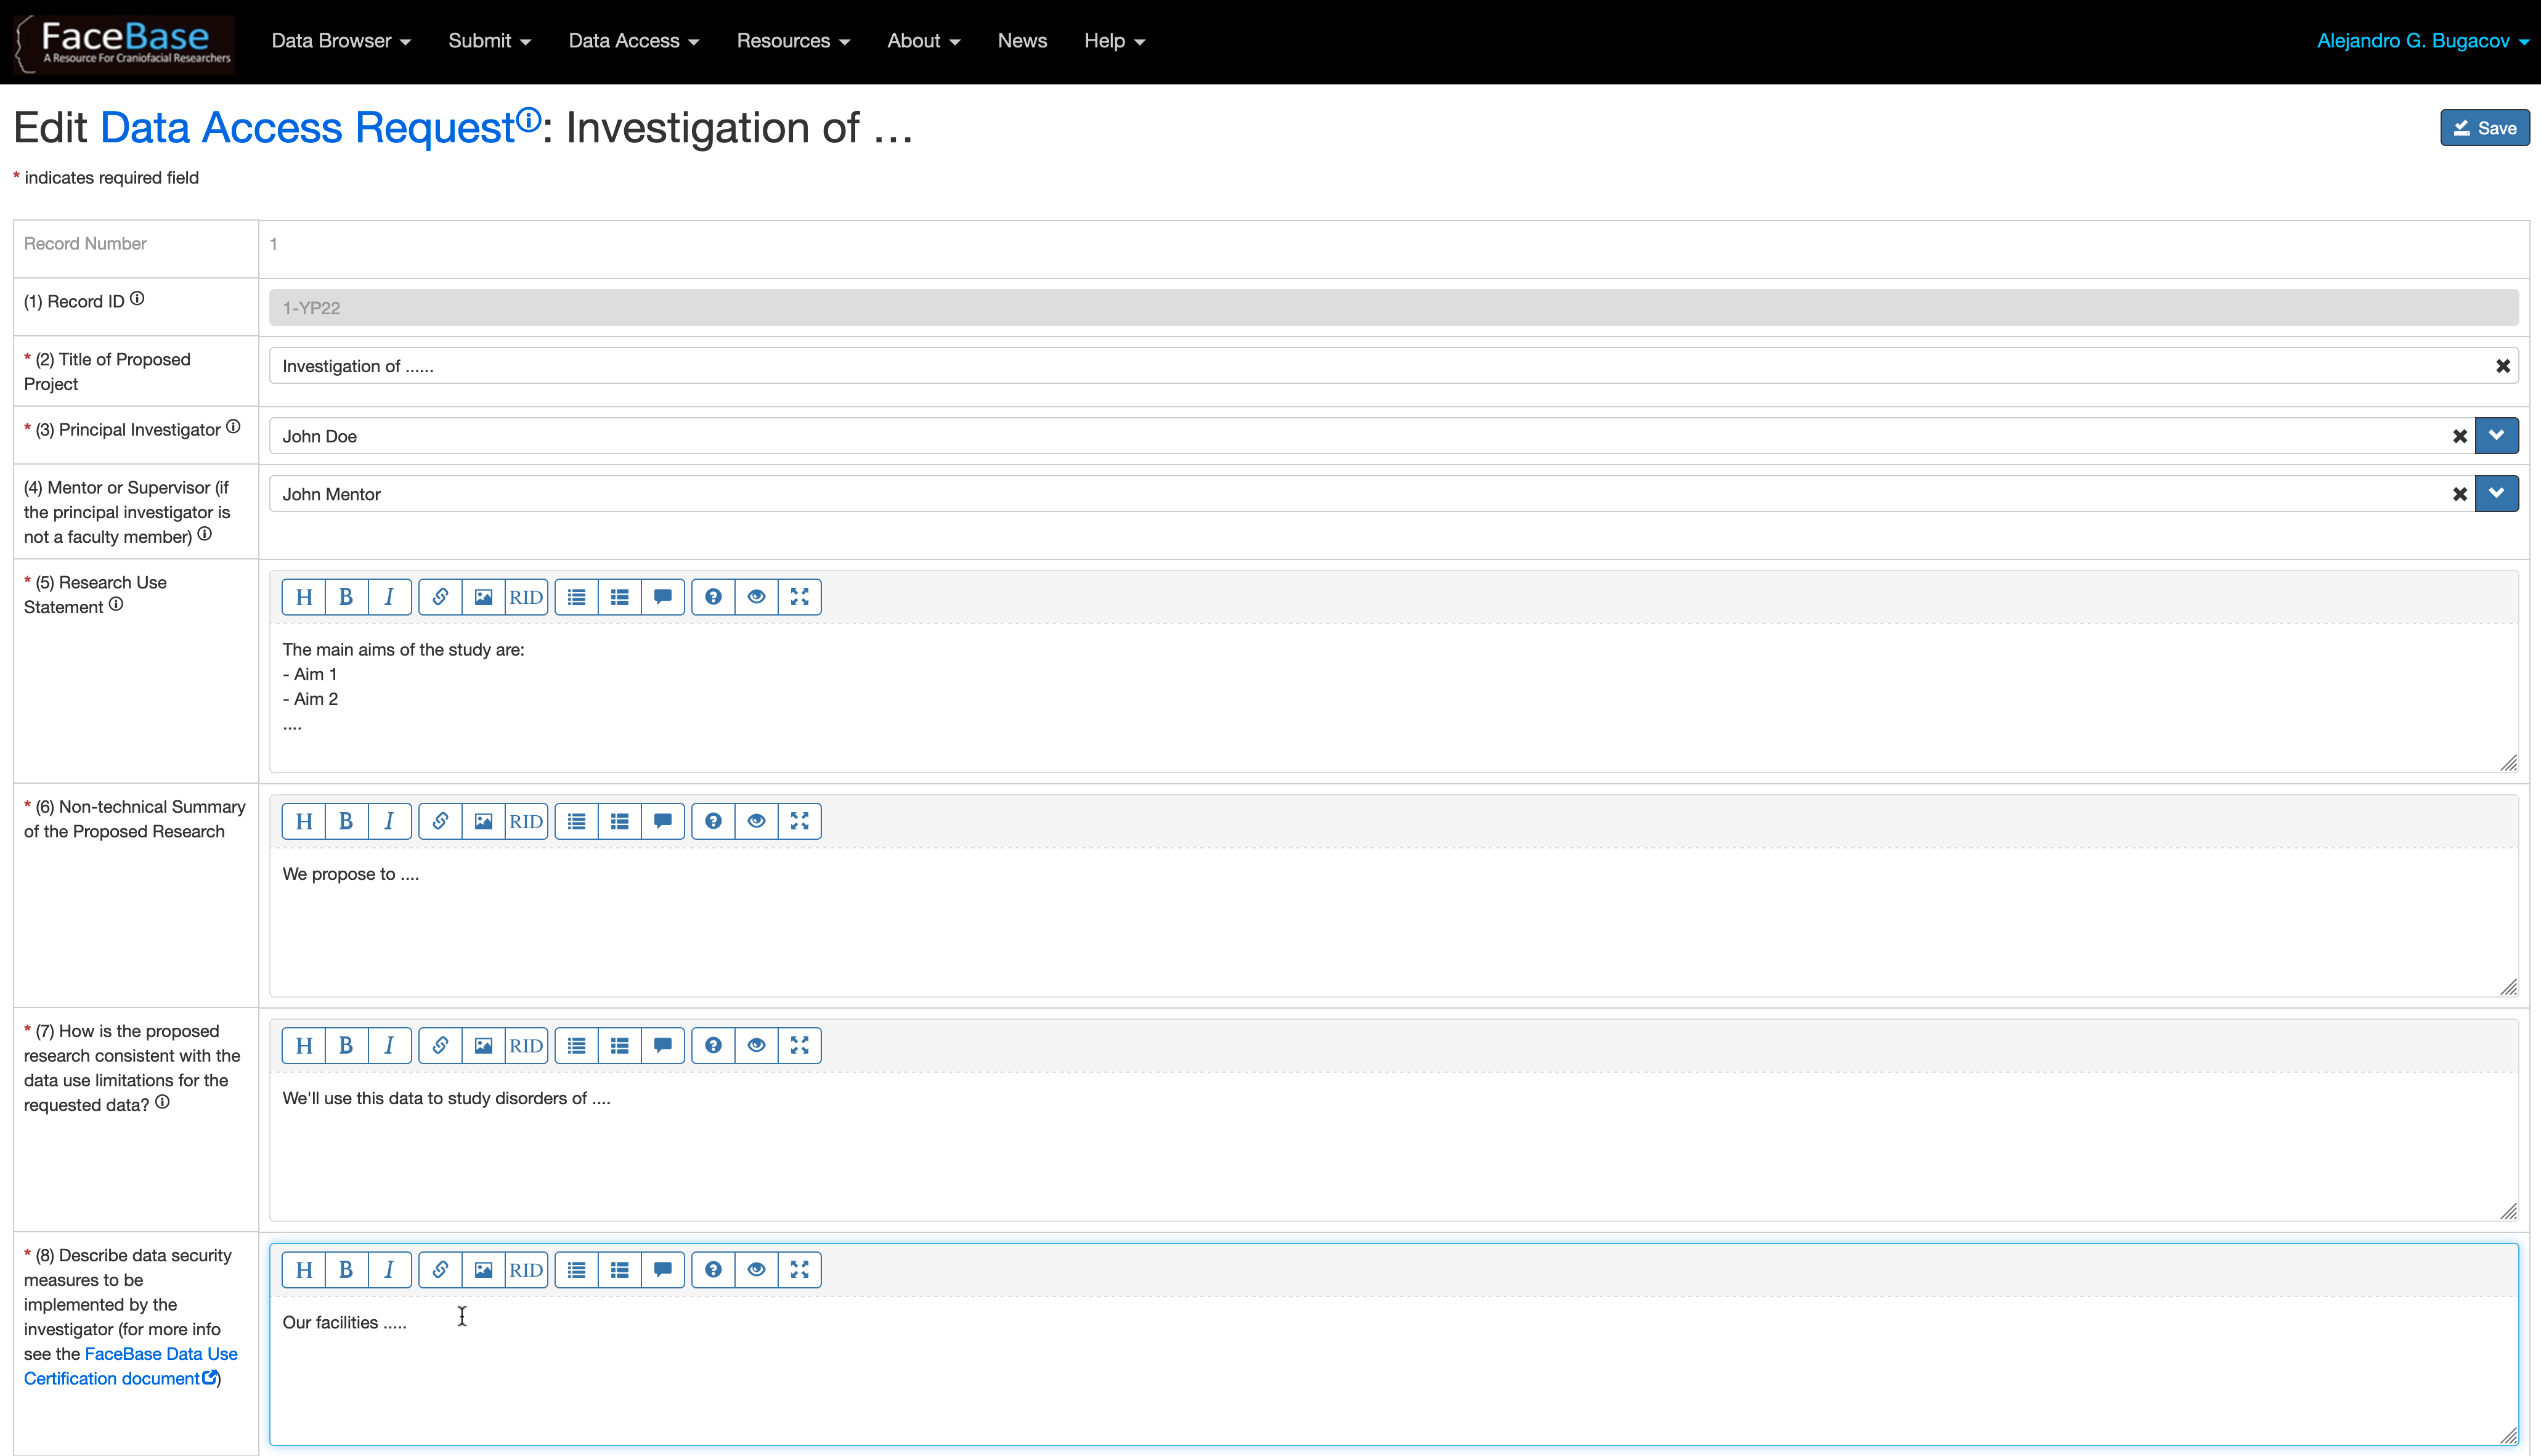 FaceBase
A Resource For Craniofacial Researchers
Data Browser
Submit
Data Access
Resources
About
News
Help
Alejandro G. Bugacov
Edit Data Access Request: Investigation of ...
Save
* indicates required field
Record Number
1
(1) Record ID
1-YP22
* (2) Title of Proposed
Project
Investigation of ......
* (3) Principal Investigator
John Doe
(4) Mentor or Supervisor (if
the principal investigator is
not a faculty member)
John Mentor
* (5) Research Use
Statement
H B I RID
The main aims of the study are:
- Aim 1
- Aim 2
....
* (6) Non-technical Summary
of the Proposed Research
H B I RID
We propose to ....
* (7) How is the proposed
research consistent with the
data use limitations for the
requested data?
H B I RID
We'll use this data to study disorders of ....
* (8) Describe data security
measures to be
implemented by the
investigator (for more info
see the FaceBase Data Use
Certification document)
H B I RID
Our facilities .....